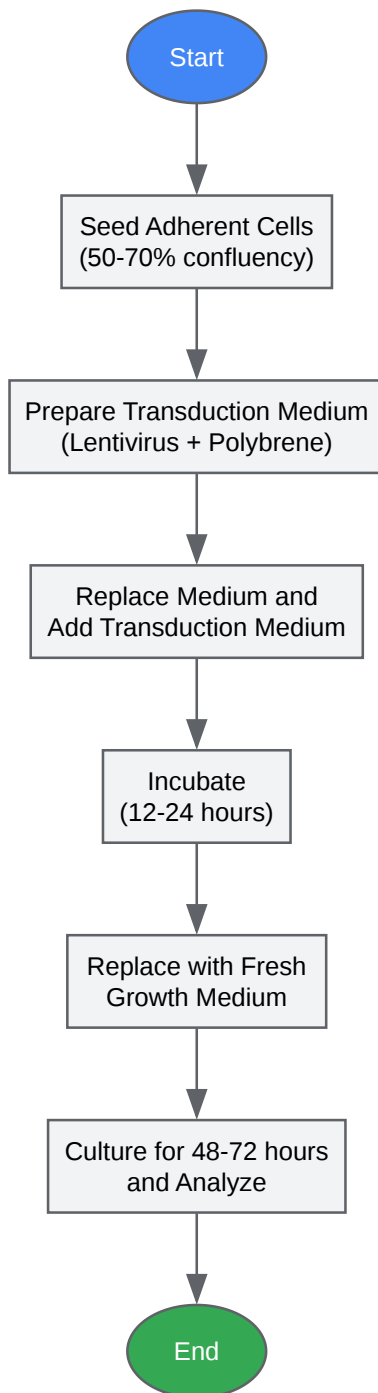 Start
Seed Adherent Cells
(50-70% confluency)
Prepare Transduction Medium
(Lentivirus + Polybrene)
Replace Medium and
Add Transduction Medium
Incubate
(12-24 hours)
Replace with Fresh
Growth Medium
Culture for 48-72 hours
and Analyze
End